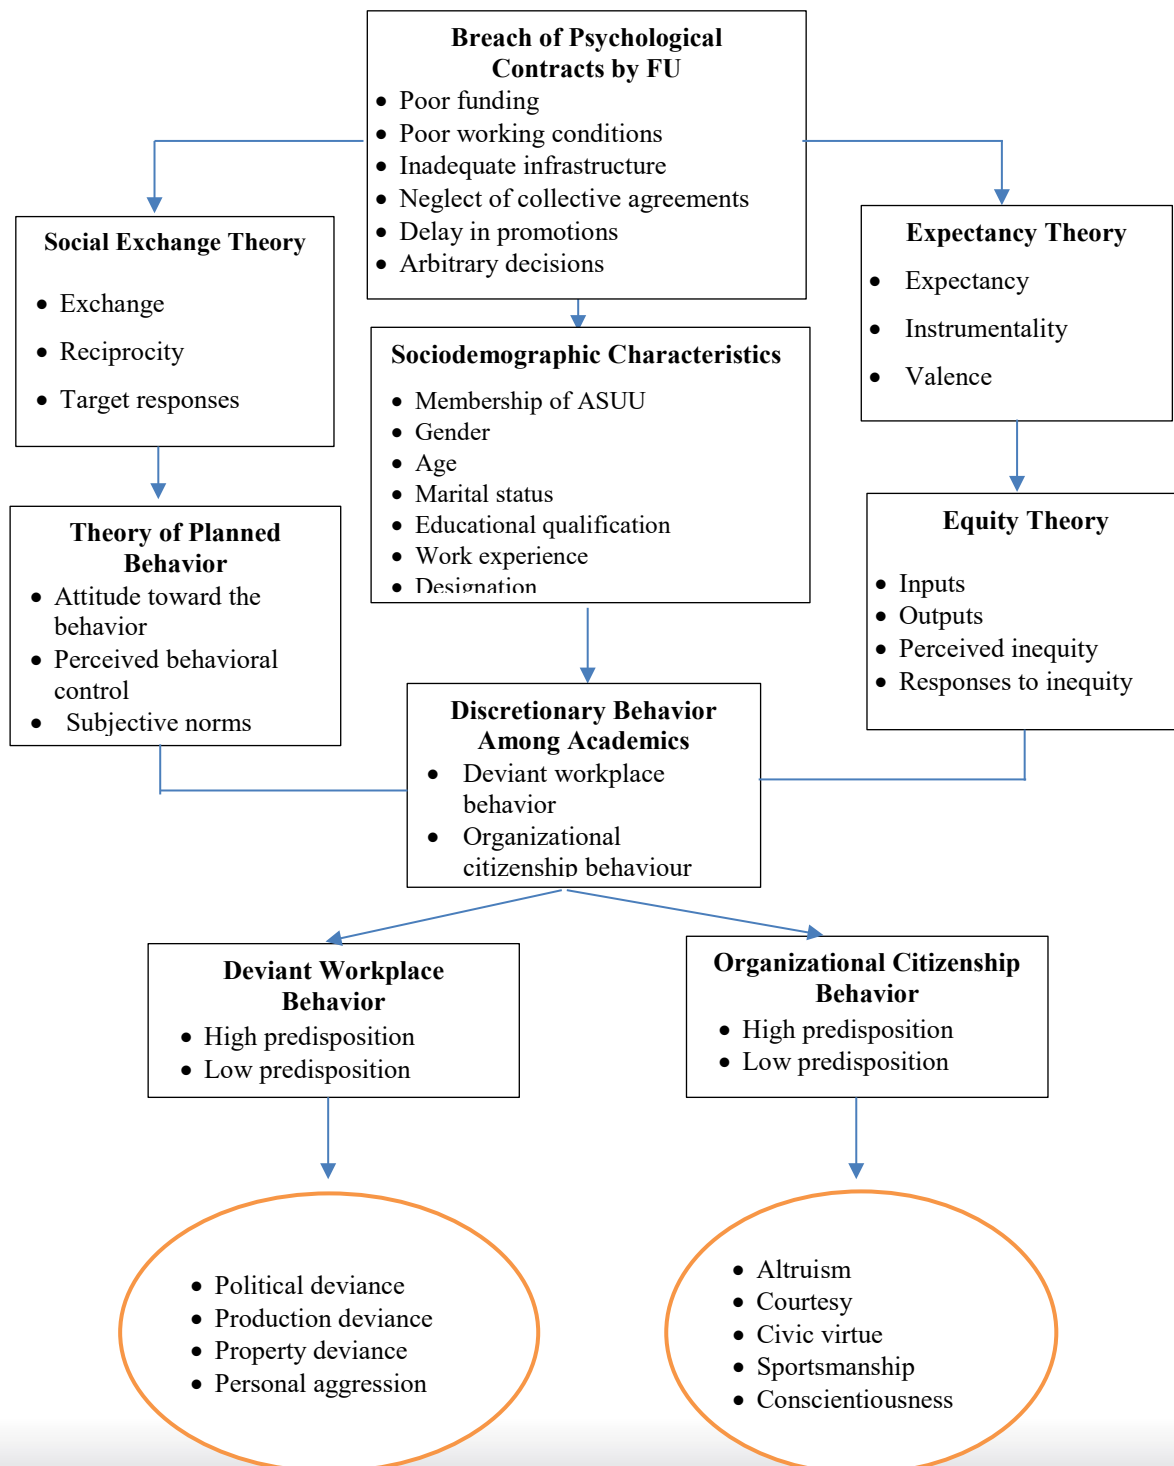 Breach of Psychological
Contracts by FU
• Poor funding
• Poor working conditions
• Inadequate infrastructure
• Neglect of collective agreements
• Delay in promotions
• Arbitrary decisions
Social Exchange Theory
• Exchange
• Reciprocity
• Target responses
Expectancy Theory
• Expectancy
• Instrumentality
• Valence
Sociodemographic Characteristics
• Membership of ASUU
• Gender
• Age
• Marital status
• Educational qualification
• Work experience
• Designation
Theory of Planned
Behavior
• Attitude toward the
behavior
• Perceived behavioral
control
• Subjective norms
Equity Theory
• Inputs
• Outputs
• Perceived inequity
• Responses to inequity
Discretionary Behavior
Among Academics
• Deviant workplace
behavior
• Organizational
citizenship behaviour
Deviant Workplace
Behavior
• High predisposition
• Low predisposition
Organizational Citizenship
Behavior
• High predisposition
• Low predisposition
• Political deviance
• Production deviance
• Property deviance
• Personal aggression
• Altruism
• Courtesy
• Civic virtue
• Sportsmanship
• Conscientiousness